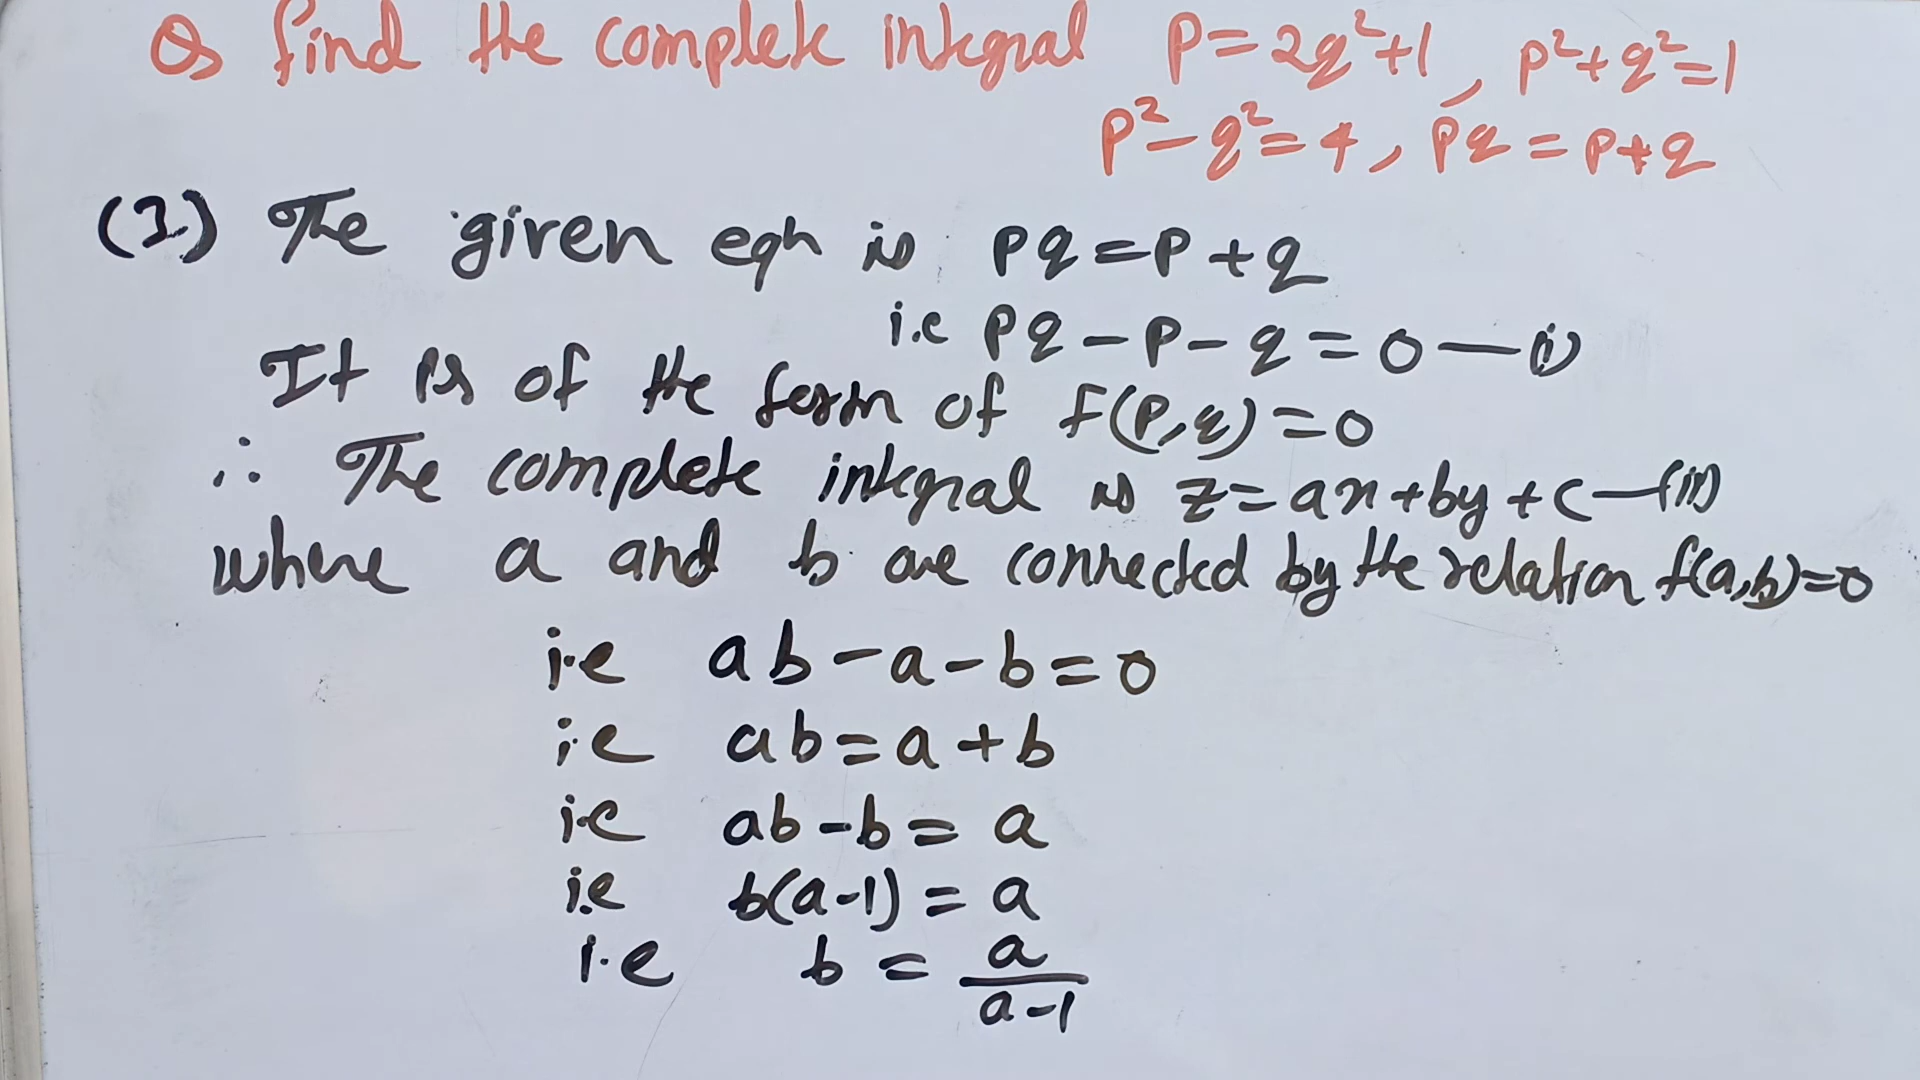 Q find the complete integral p=2q²+1, p²+q²=1
p²-q²=4, pq=p+q
(1) The given eqn is pq=p+q
i.e pq-p-q=0—(i)
It is of the form of f(p,q)=0
∴ The complete integral is z=ax+by+c—(ii)
where a and b are connected by the relation f(a,b)=0
i.e ab-a-b=0
i.e ab=a+b
i.e ab-b=a
i.e b(a-1)=a
i.e b=a/(a-1)